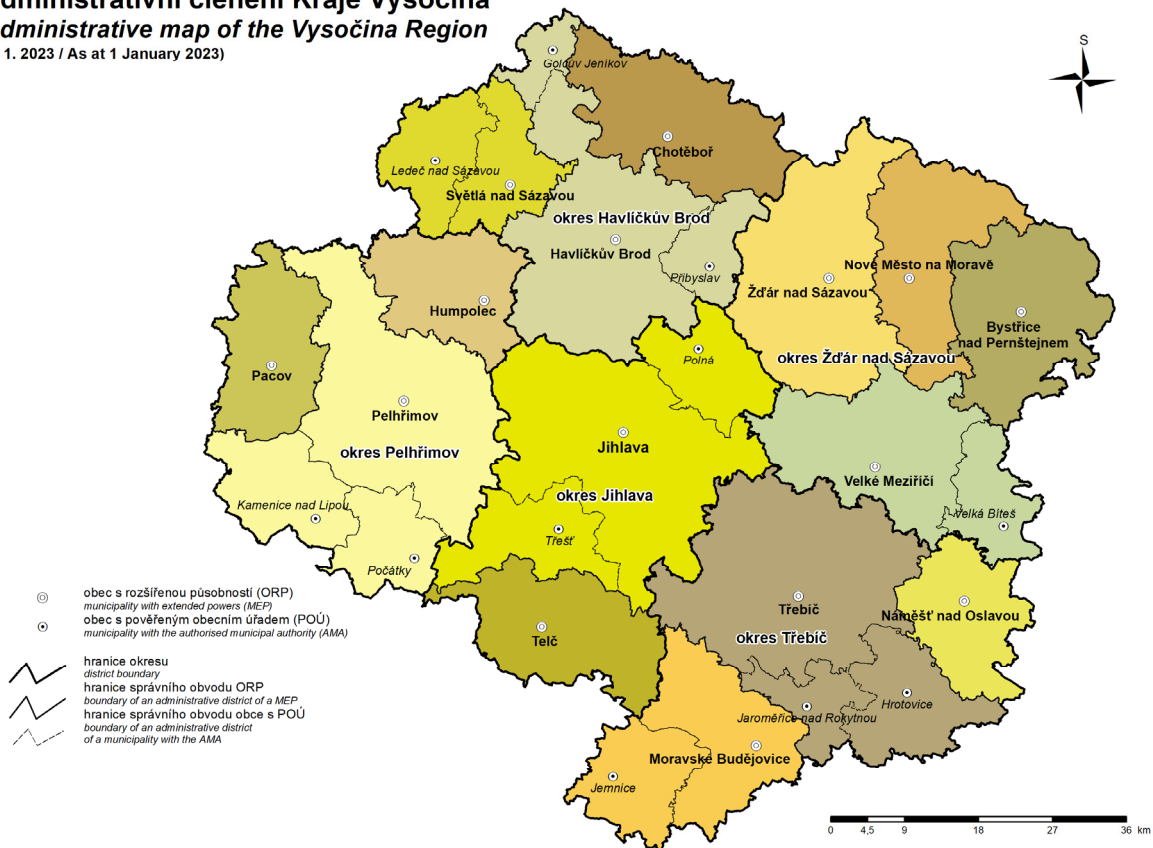 dministrativní členění Kraje Vysočina
dministrative map of the Vysočina Region
1. 2023 / As at 1 January 2023)
S
Golčův Jeníkov
Chotěboř
Ledeč nad Sázavou
Světlá nad Sázavou
okres Havlíčkův Brod
Havlíčkův Brod
Přibyslav
Nové Město na Moravě
Žďár nad Sázavou
Humpolec
Bystřice
nad Pernštejnem
okres Žďár nad Sázavou
Polná
Pacov
Pelhřimov
okres Pelhřimov
Jihlava
Velké Meziříčí
okres Jihlava
Kamenice nad Lipou
Velká Bíteš
Třešť
Počátky
obec s rozšířenou působností (ORP)
municipality with extended powers (MEP)
obec s pověřeným obecním úřadem (POÚ)
municipality with the authorised municipal authority (AMA)
hranice okresu
district boundary
hranice správního obvodu ORP
boundary of an administrative district of a MEP
hranice správního obvodu obce s POÚ
boundary of an administrative district
of a municipality with the AMA
Třebíč
Náměšť nad Oslavou
okres Třebíč
Telč
Hrotovice
Jaroměřice nad Rokytnou
Moravské Budějovice
Jemnice
0 4,5 9 18 27 36 km